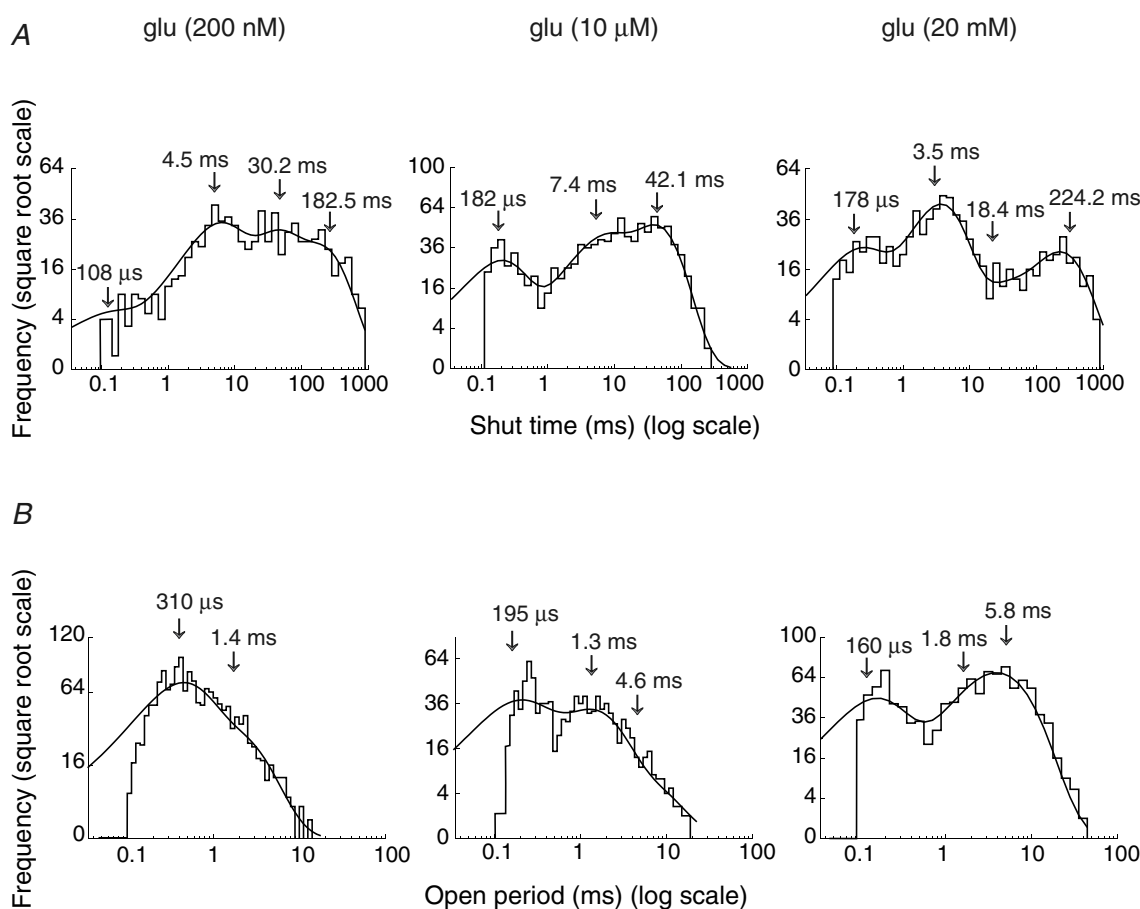 A
glu (200 nM)
glu (10 μM)
glu (20 mM)
Frequency (square root scale)
64
36
16
4
0
108 μs
4.5 ms
30.2 ms
182.5 ms
0.1
1
10
100
1000
100
64
36
16
4
0
182 μs
7.4 ms
42.1 ms
0.1
1
10
100
1000
64
36
16
4
0
178 μs
3.5 ms
18.4 ms
224.2 ms
0.1
1
10
100
1000
Shut time (ms) (log scale)
B
Frequency (square root scale)
120
64
16
0
310 μs
1.4 ms
0.1
1
10
100
64
36
16
4
0
195 μs
1.3 ms
4.6 ms
0.1
1
10
100
100
64
36
16
4
0
160 μs
1.8 ms
5.8 ms
0.1
1
10
100
Open period (ms) (log scale)